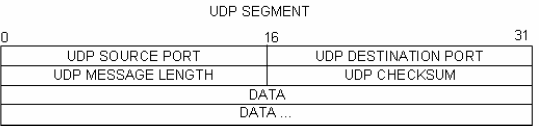 UDP SEGMENT
0 16 31
UDP SOURCE PORT UDP DESTINATION PORT
UDP MESSAGE LENGTH UDP CHECKSUM
DATA
DATA ...